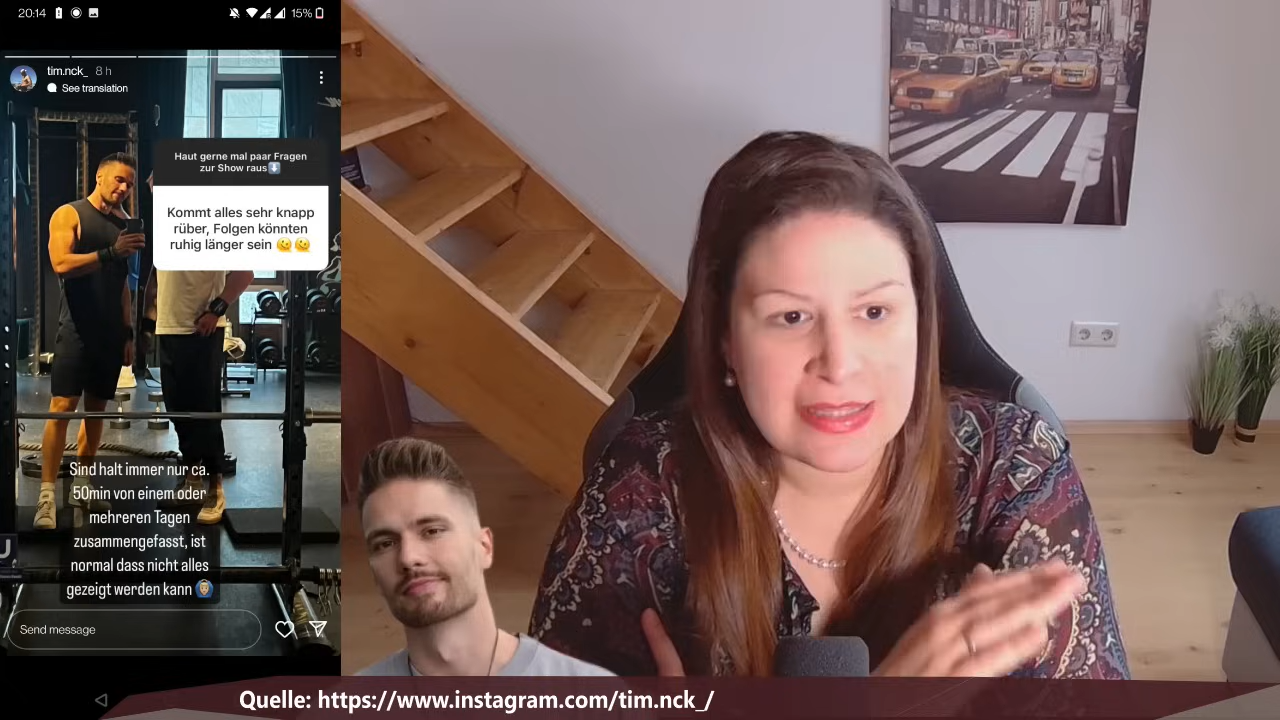 20:14
15%
tim.nck_ 8 h
See translation
Haut gerne mal paar Fragen
zur Show raus⬇️
Kommt alles sehr knapp
rüber, Folgen könnten
ruhig länger sein 🫠🫠
Sind halt immer nur ca.
50min von einem oder
mehreren Tagen
zusammengefasst, ist
normal dass nicht alles
gezeigt werden kann 🙆🏼‍♂️
Send message
Quelle: https://www.instagram.com/tim.nck_/